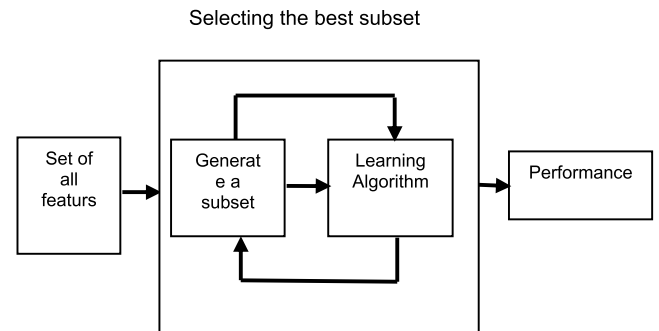 Selecting the best subset
Set of
all
featurs
Generat
e a
subset
Learning
Algorithm
Performance